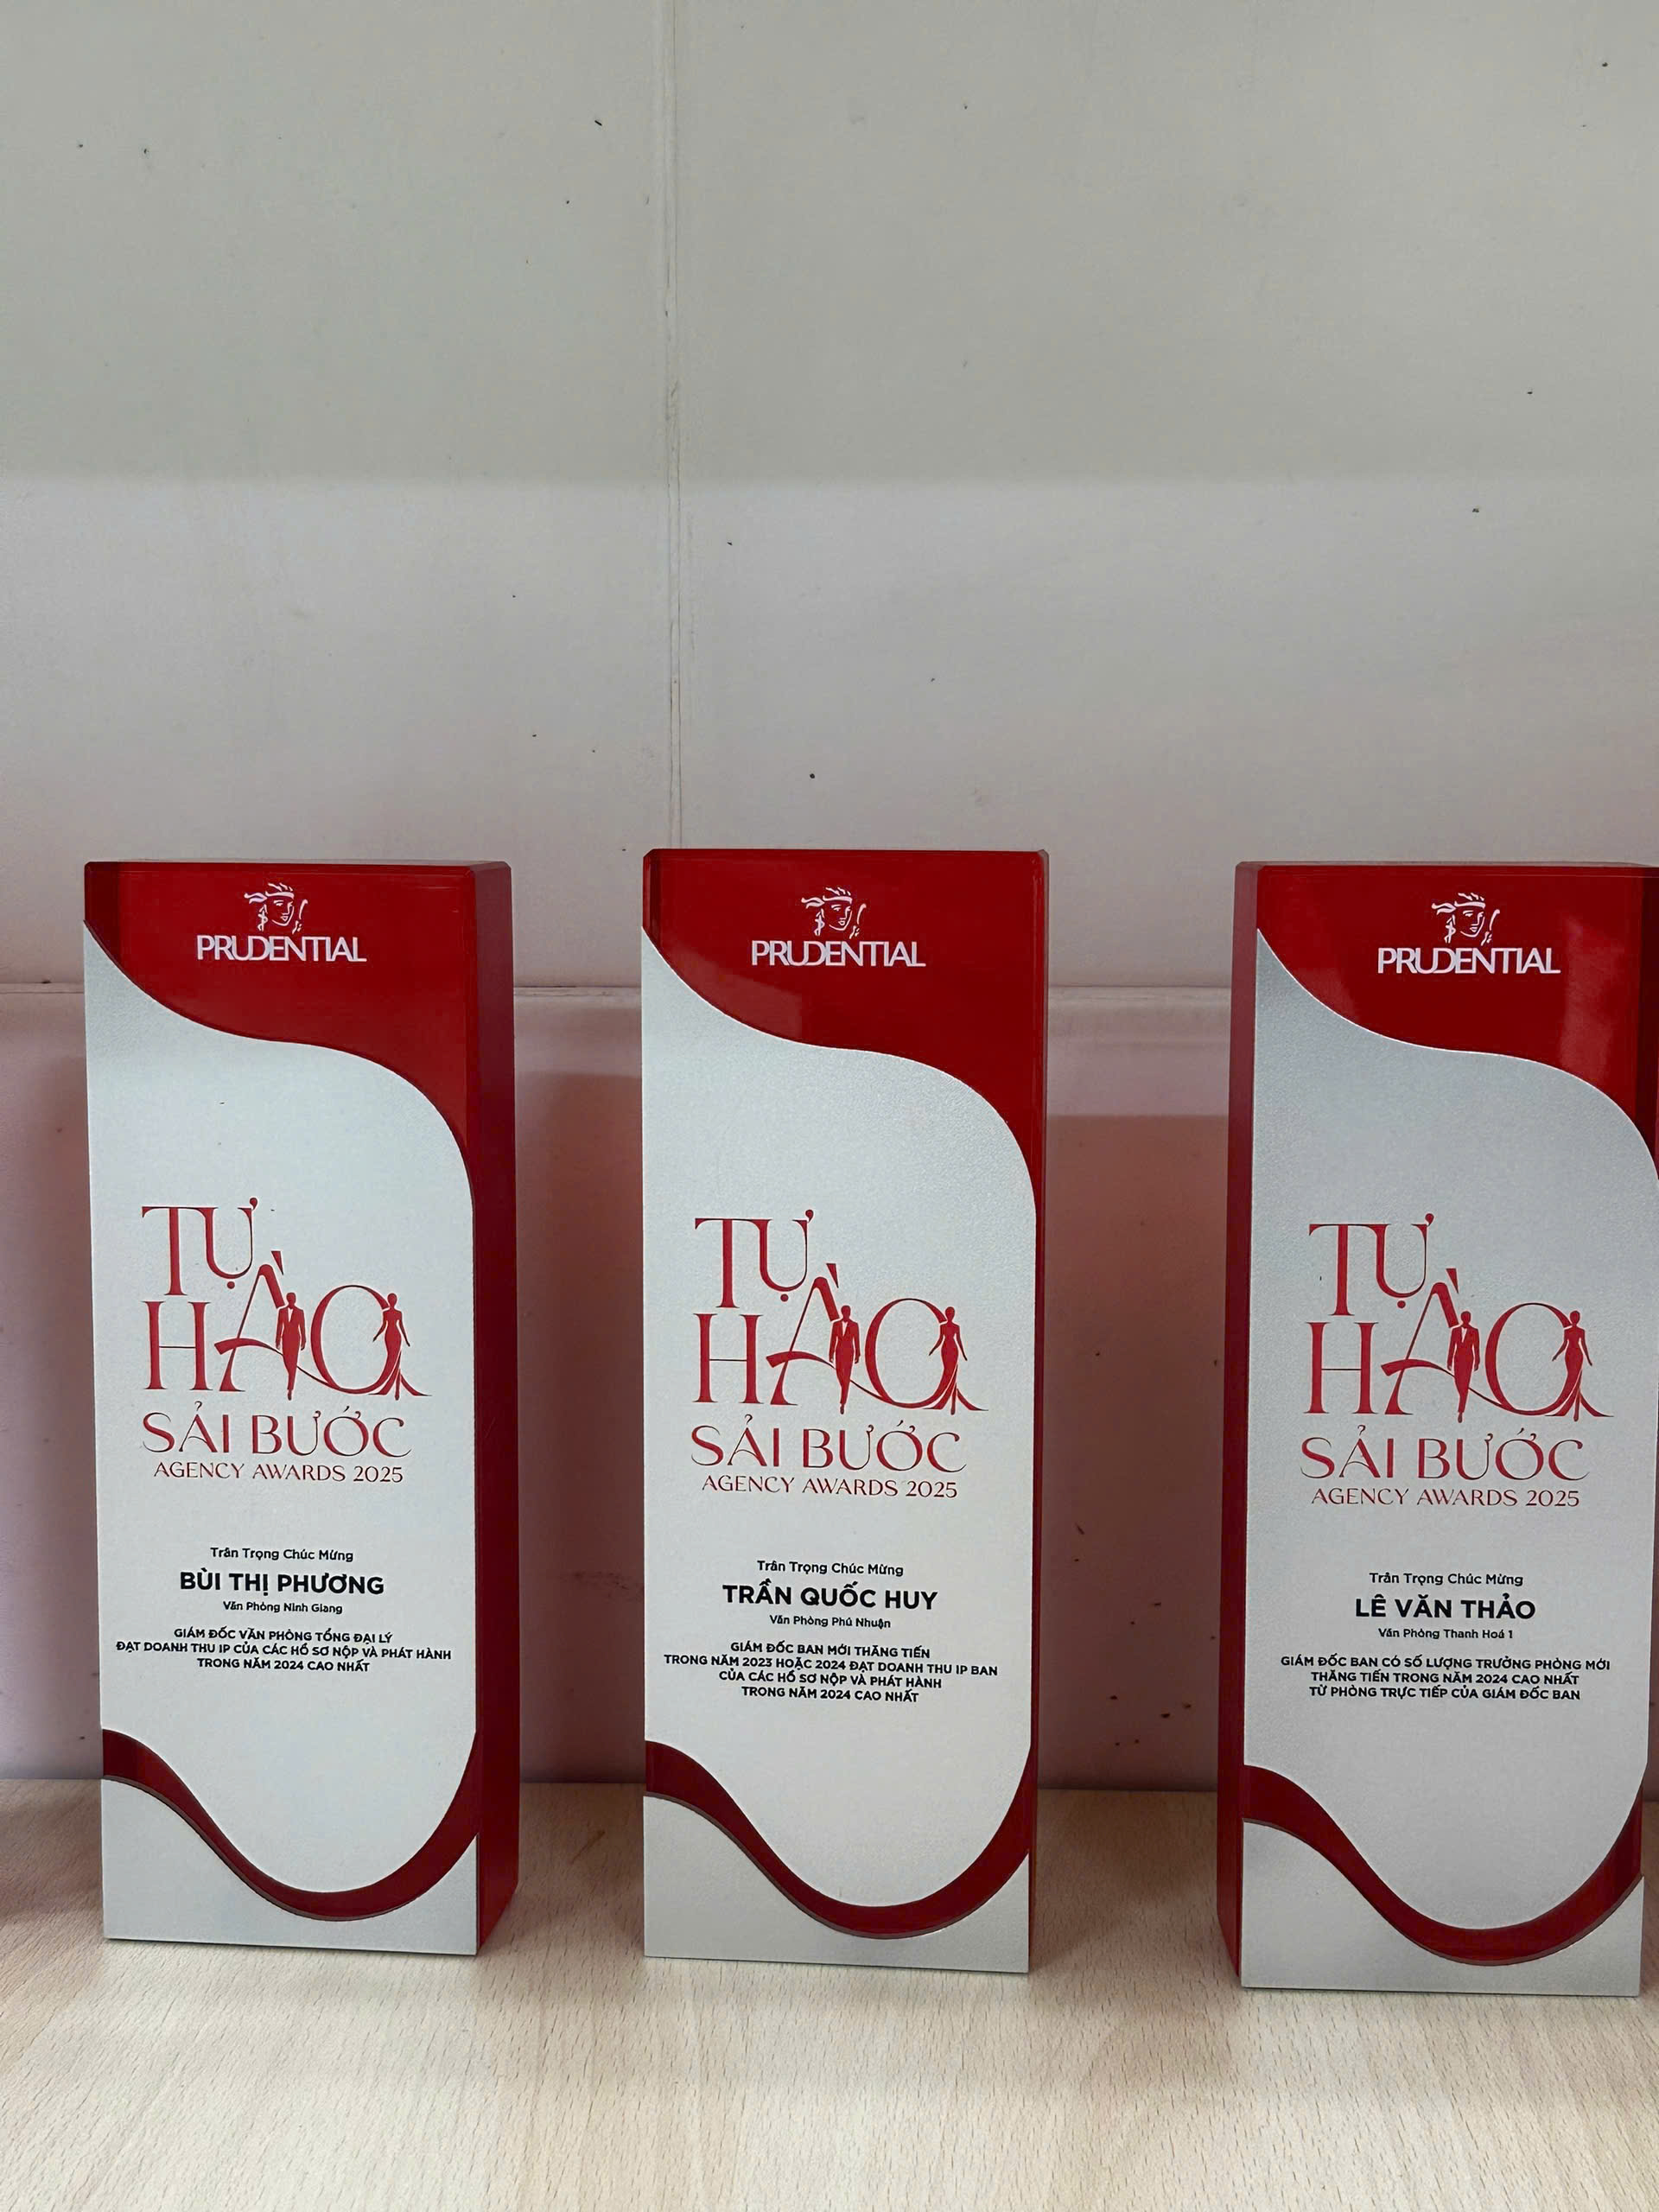 PRUDENTIAL
TỰ
HÀO
SẢI BƯỚC
AGENCY AWARDS 2025
Trân Trọng Chúc Mừng
BÙI THỊ PHƯƠNG
Văn Phòng Ninh Giang
GIÁM ĐỐC VĂN PHÒNG TỔNG ĐẠI LÝ
ĐẠT DOANH THU IP CỦA CÁC HỒ SƠ NỘP VÀ PHÁT HÀNH
TRONG NĂM 2024 CAO NHẤT
PRUDENTIAL
TỰ
HÀO
SẢI BƯỚC
AGENCY AWARDS 2025
Trân Trọng Chúc Mừng
TRẦN QUỐC HUY
Văn Phòng Phú Nhuận
GIÁM ĐỐC BAN MỚI THĂNG TIẾN
TRONG NĂM 2023 HOẶC 2024 ĐẠT DOANH THU IP BAN
CỦA CÁC HỒ SƠ NỘP VÀ PHÁT HÀNH
TRONG NĂM 2024 CAO NHẤT
PRUDENTIAL
TỰ
HÀO
SẢI BƯỚC
AGENCY AWARDS 2025
Trân Trọng Chúc Mừng
LÊ VĂN THẢO
Văn Phòng Thanh Hoá 1
GIÁM ĐỐC BAN CÓ SỐ LƯỢNG TRƯỞNG PHÒNG MỚI
THĂNG TIẾN TRONG NĂM 2024 CAO NHẤT
TỪ PHÒNG TRỰC TIẾP CỦA GIÁM ĐỐC BAN